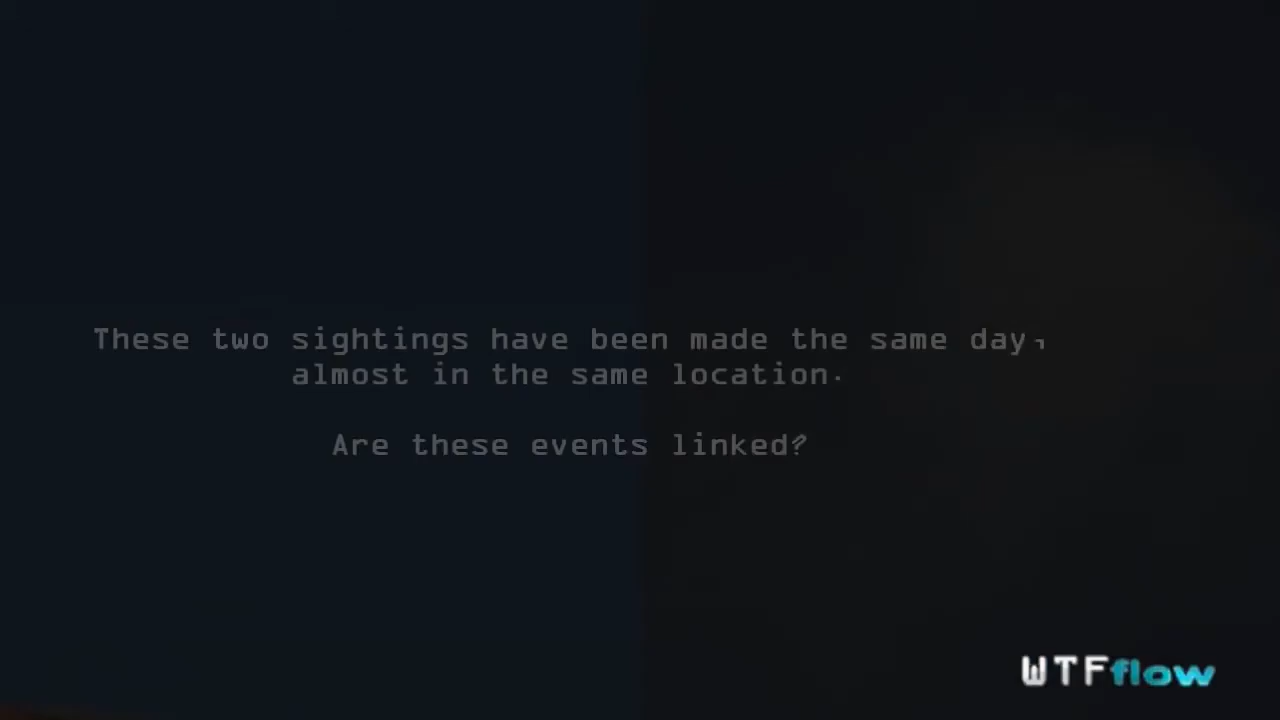 These two sightings have been made the same day,
almost in the same location.
Are these events linked?
WTFflow